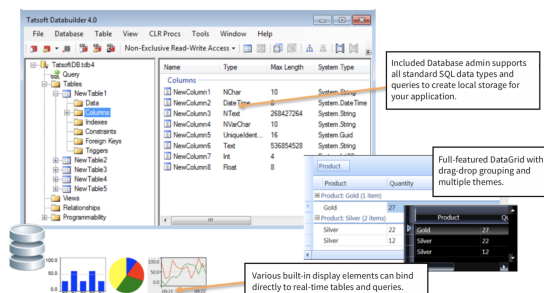 Tatsoft Databuilder 4.0
File Database Table View CLR Procs Tools Window Help
Non-Exclusive Read-Write Access
TatsoftDB.tdb4
Query
Tables
NewTable1
Data
Columns
Indexes
Constraints
Foreign Keys
Triggers
NewTable2
NewTable3
NewTable4
NewTable5
Views
Relationships
Programmability
Name Type Max Length System Type
Columns
NewColumn1 NChar 10 System.String
NewColumn2 DateTime 8 System.DateTime
NewColumn3 NText 268427264 System.String
NewColumn4 NVarChar 10 System.String
NewColumn5 UniqueIdent... 16 System.Guid
NewColumn6 Text 536854528 System.String
NewColumn7 Int 4
NewColumn8 Float 8
Included Database admin supports
all standard SQL data types and
queries to create local storage for
your application.
Full-featured DataGrid with
drag-drop grouping and
multiple themes.
Product
Product Quantity
Product: Gold (1 item)
Gold 27
Product: Silver (2 items)
Silver 22
Silver 12
Product
Gold 27
Silver 22
Silver 12
100.0
50.0
0.0
100.0
50.0
0.0
Various built-in display elements can bind
directly to real-time tables and queries.